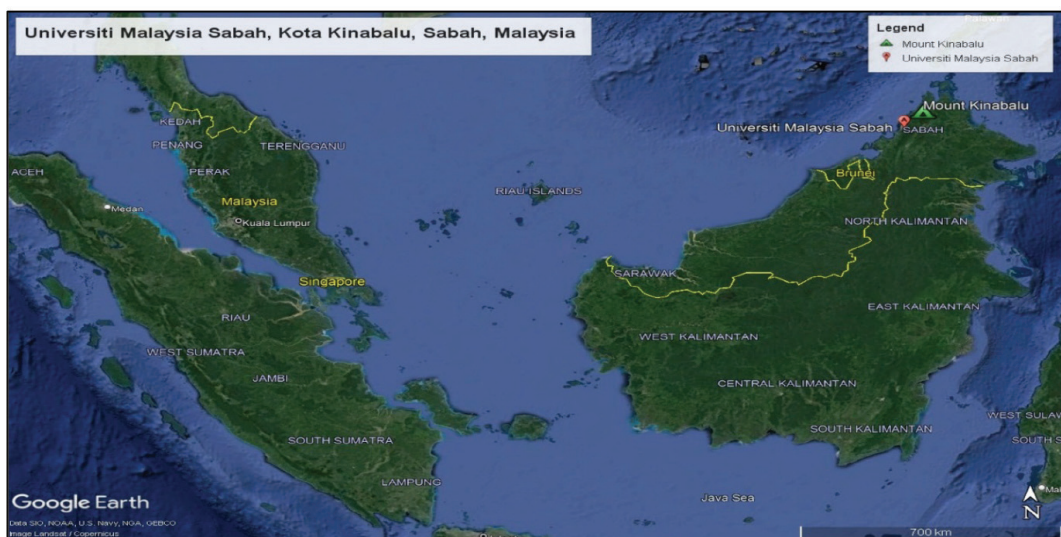 Universiti Malaysia Sabah, Kota Kinabalu, Sabah, Malaysia
Legend
Mount Kinabalu
Universiti Malaysia Sabah
Mount Kinabalu
Universiti Malaysia Sabah
SABAH
KEDAH
PENANG
TERENGGANU
ACEH
PERAK
Brunei
RIAU ISLANDS
Malaysia
Medan
Kuala Lumpur
NORTH KALIMANTAN
SARAWAK
Singapore
EAST KALIMANTAN
RIAU
WEST KALIMANTAN
WEST SUMATRA
JAMBI
CENTRAL KALIMANTAN
WEST SULAW
SOUTH KALIMANTAN
SOUTH SUMATRA
SOUTH S
LAMPUNG
Google Earth
Java Sea
Data SIO, NOAA, U.S. Navy, NGA, GEBCO
Image Landsat / Copernicus
N
700 km